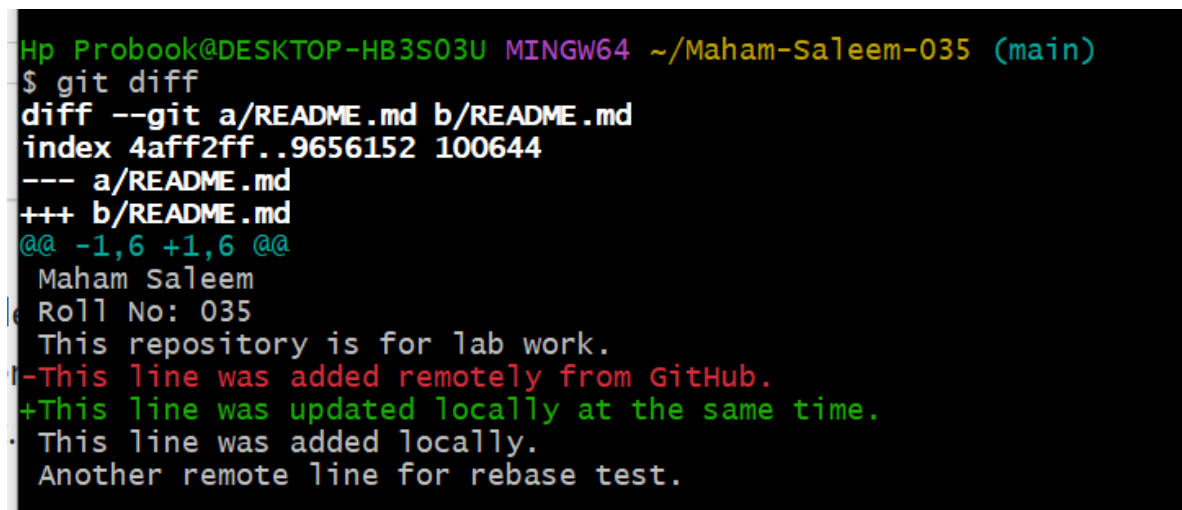 Hp Probook@DESKTOP-HB3S03U MINGW64 ~/Maham-Saleem-035 (main)
$ git diff
diff --git a/README.md b/README.md
index 4aff2ff..9656152 100644
--- a/README.md
+++ b/README.md
@@ -1,6 +1,6 @@
 Maham Saleem
 Roll No: 035
 This repository is for lab work.
-This line was added remotely from GitHub.
+This line was updated locally at the same time.
 This line was added locally.
 Another remote line for rebase test.